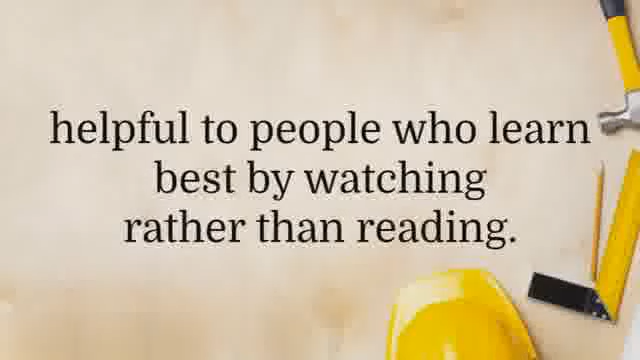 helpful to people who learn
best by watching
rather than reading.